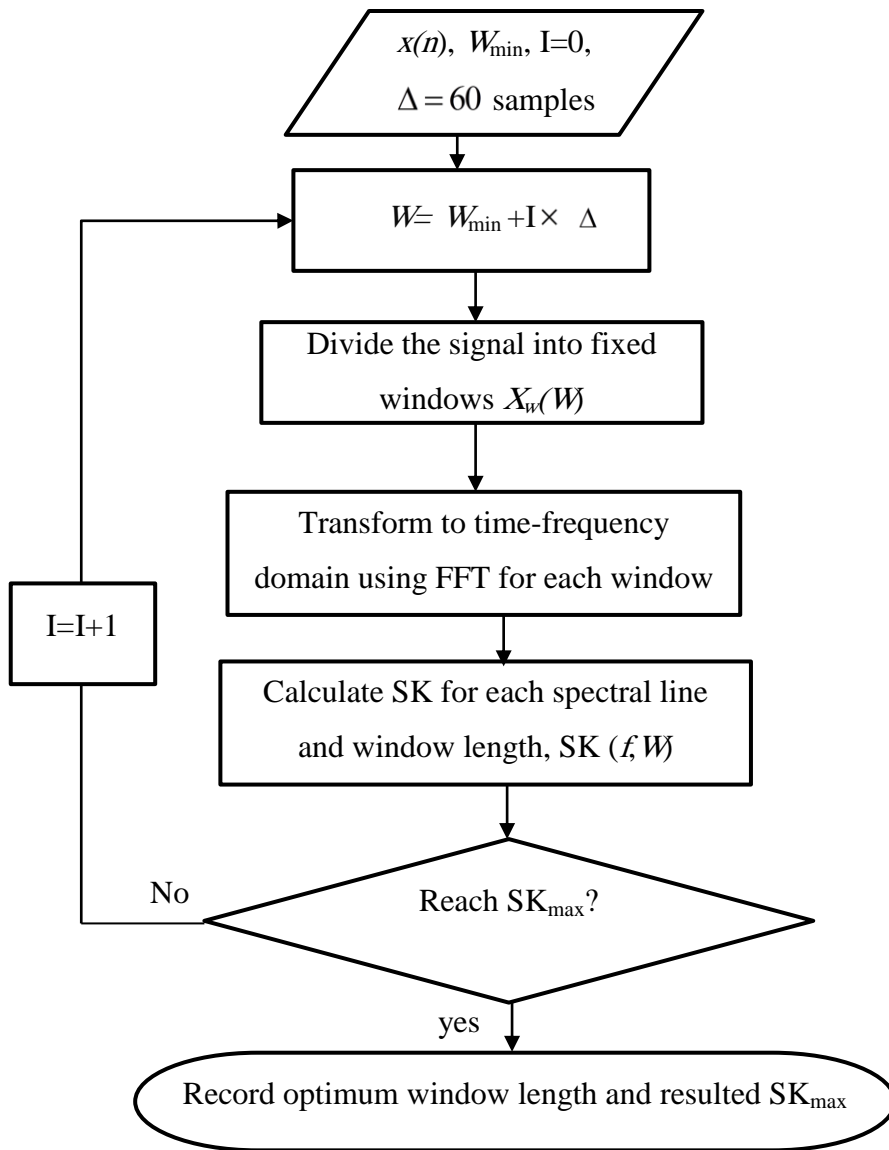 x(n), Wmin, I=0,
Δ = 60 samples
W= Wmin +I× Δ
Divide the signal into fixed
windows Xw(W)
Transform to time-frequency
domain using FFT for each window
I=I+1
Calculate SK for each spectral line
and window length, SK (f,W)
No
Reach SKmax?
yes
Record optimum window length and resulted SKmax